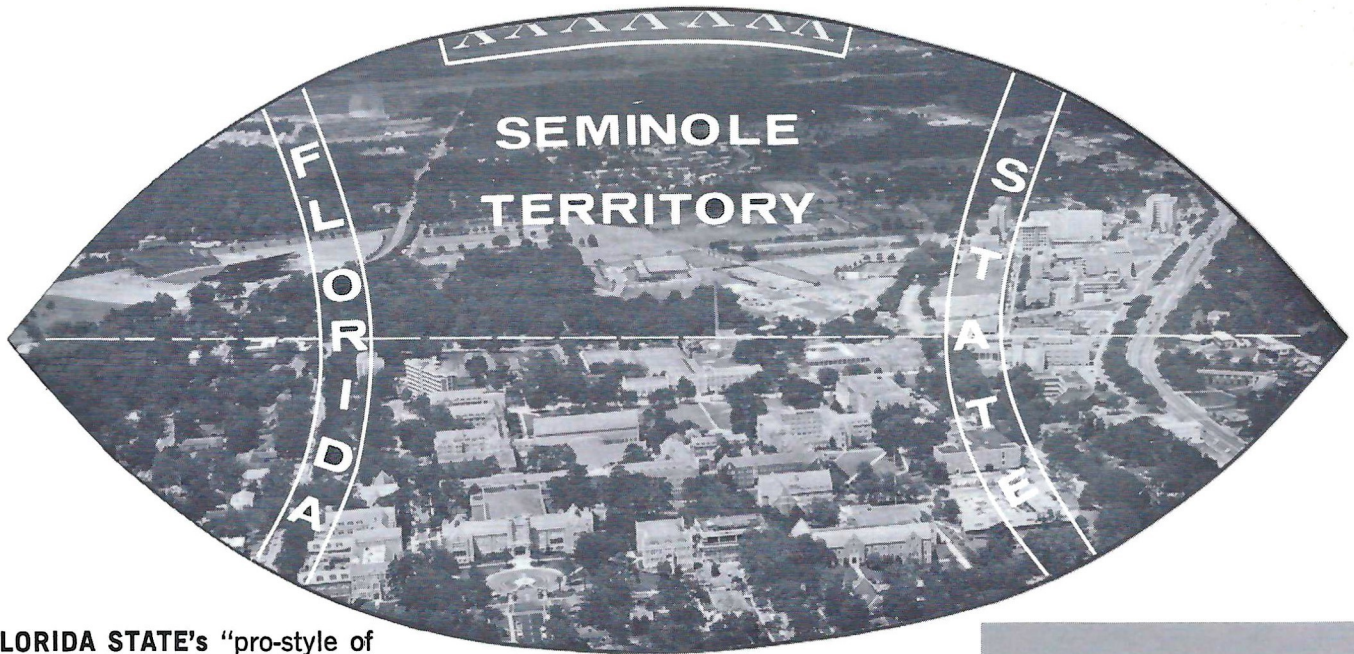 SEMINOLE
TERRITORY
FLORIDA
STATE
LORIDA STATE's “pro-style of